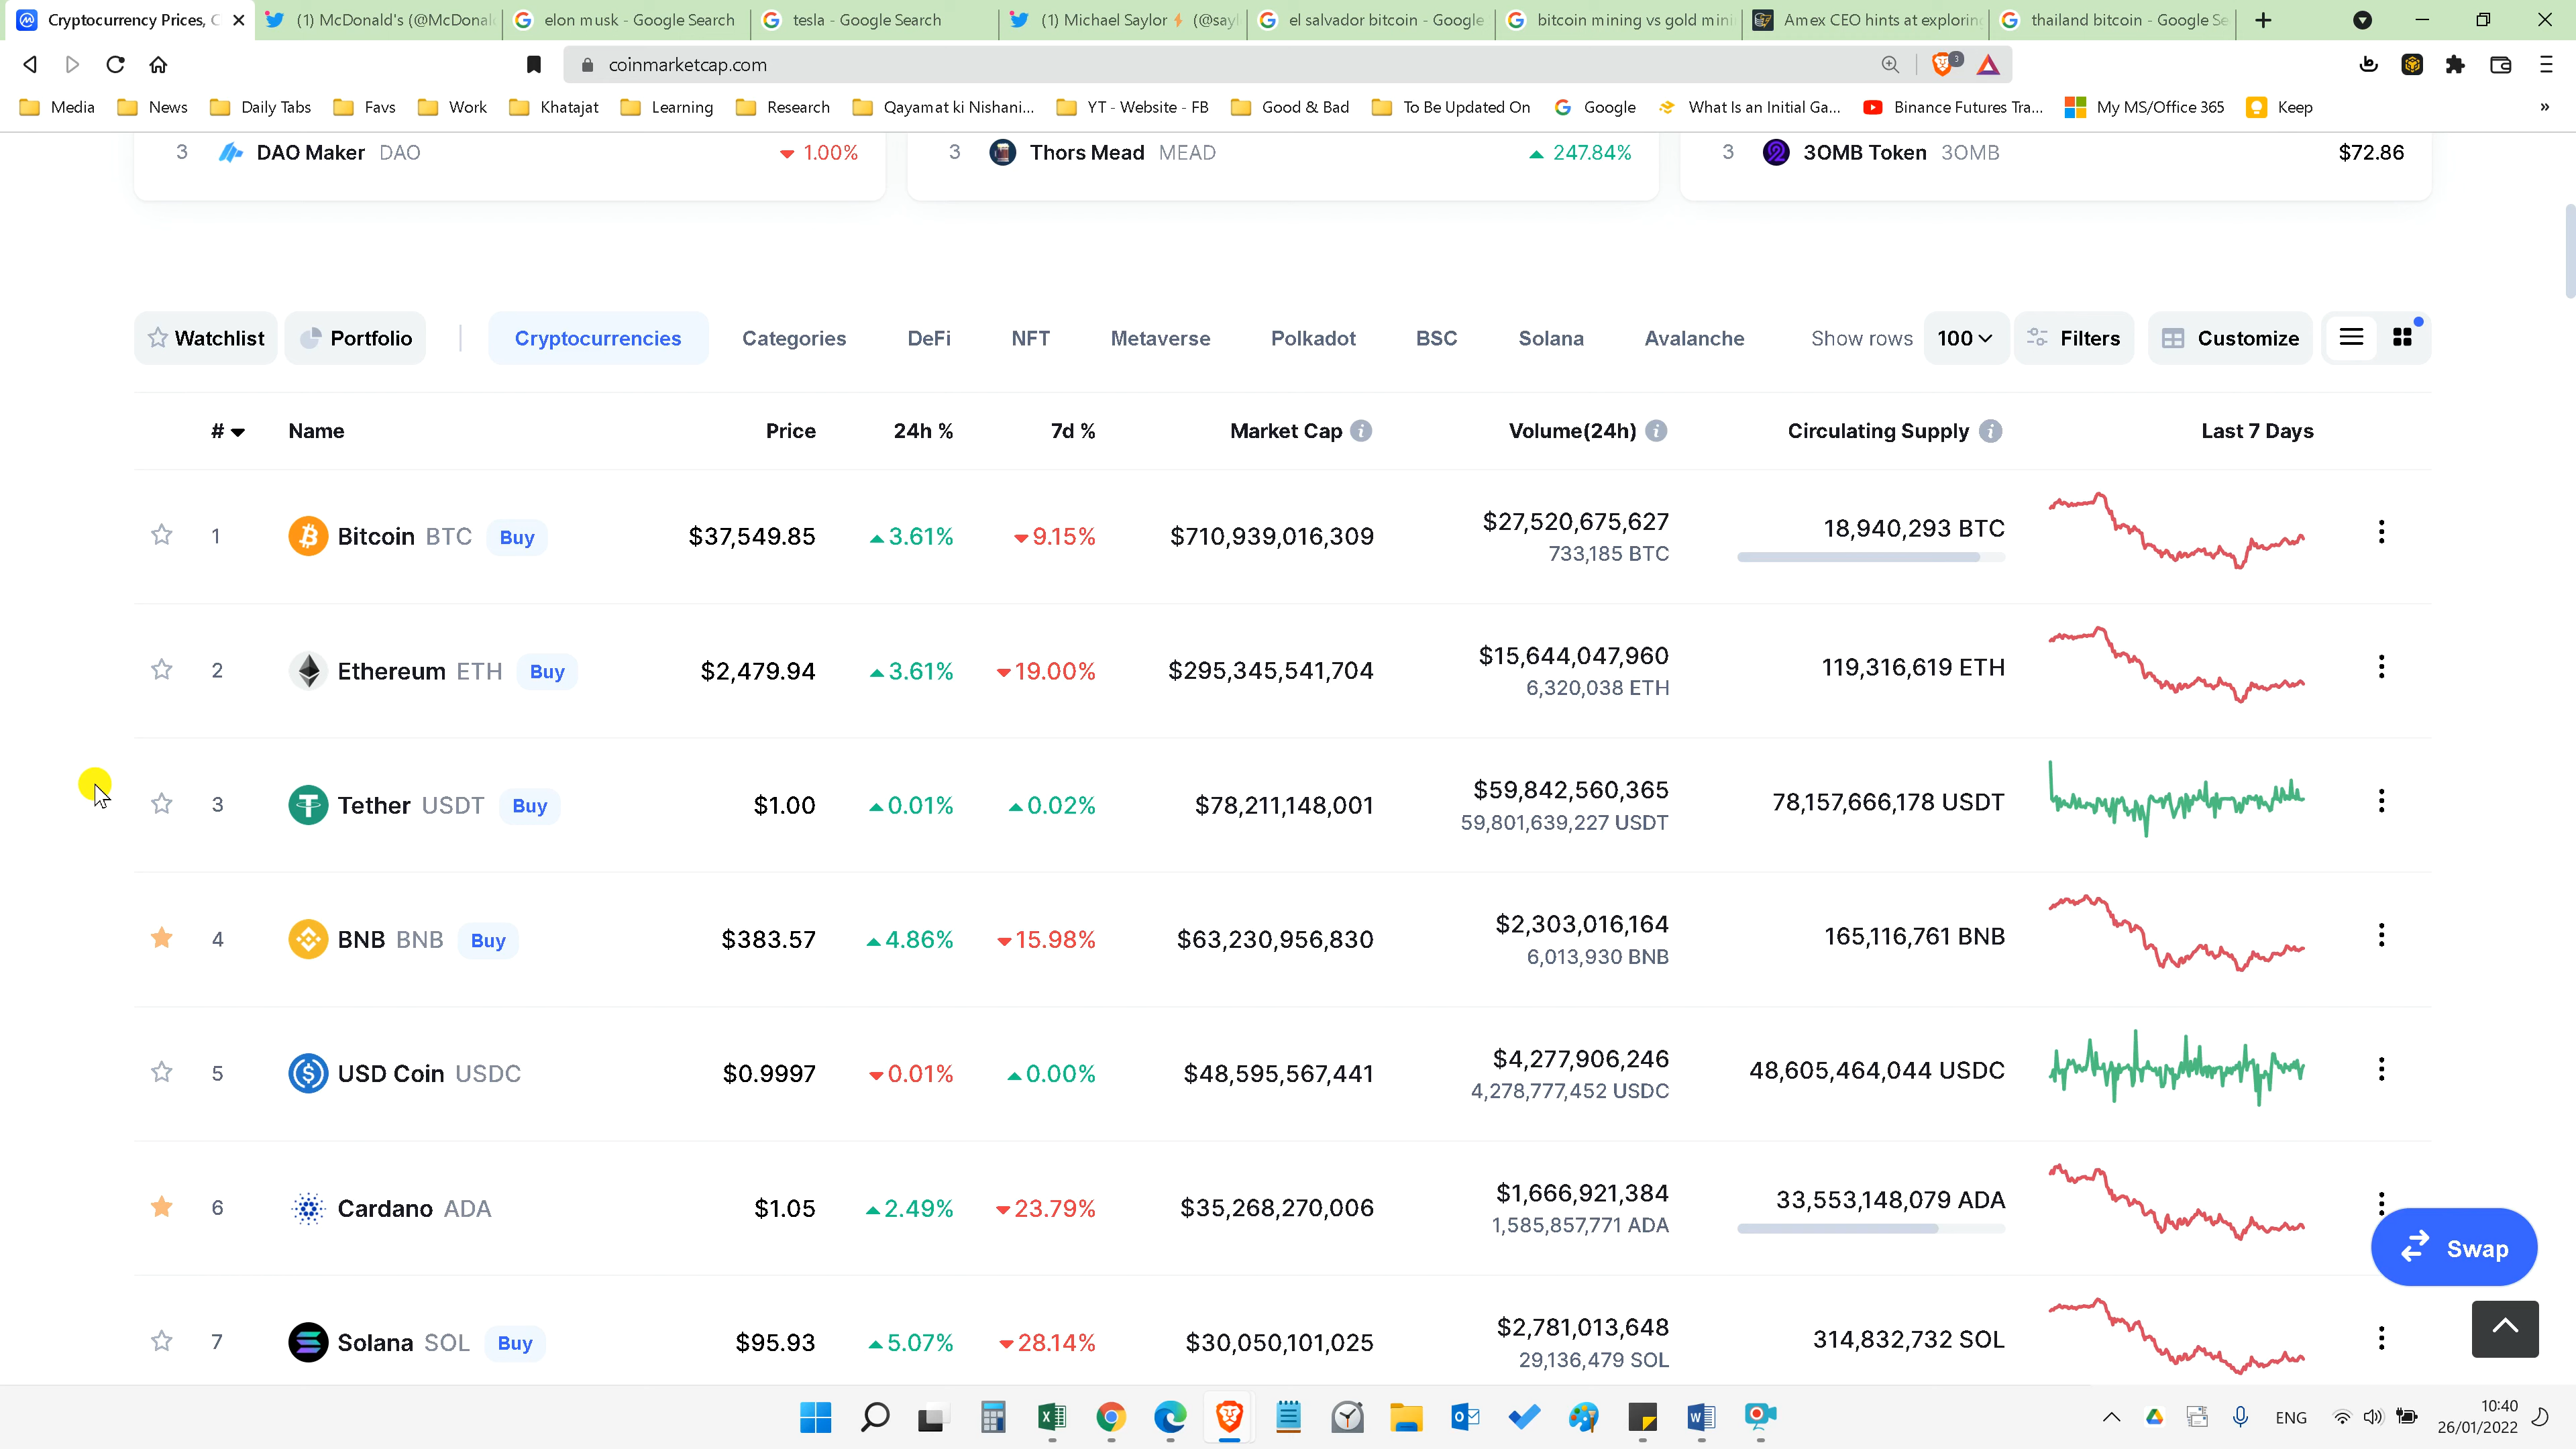 Cryptocurrency Prices, C (1) McDonald's (@McDonal elon musk - Google Search tesla - Google Search (1) Michael Saylor⚡ (@sayl el salvador bitcoin - Google bitcoin mining vs gold mini Amex CEO hints at explorin thailand bitcoin - Google Se
coinmarketcap.com 3
Media News Daily Tabs Favs Work Khatajat Learning Research Qayamat ki Nishani... YT - Website - FB Good & Bad To Be Updated On Google What Is an Initial Ga... Binance Futures Tra... My MS/Office 365 Keep »
3 DAO Maker DAO ▼ 1.00% 3 Thors Mead MEAD ▲ 247.84% 3 3OMB Token 3OMB $72.86
Watchlist Portfolio Cryptocurrencies Categories DeFi NFT Metaverse Polkadot BSC Solana Avalanche Show rows 100 Filters Customize
# Name Price 24h % 7d % Market Cap Volume(24h) Circulating Supply Last 7 Days
1 Bitcoin BTC Buy $37,549.85 ▲3.61% ▼9.15% $710,939,016,309 $27,520,675,627 18,940,293 BTC
733,185 BTC
2 Ethereum ETH Buy $2,479.94 ▲3.61% ▼19.00% $295,345,541,704 $15,644,047,960 119,316,619 ETH
6,320,038 ETH
3 Tether USDT Buy $1.00 ▲0.01% ▲0.02% $78,211,148,001 $59,842,560,365 78,157,666,178 USDT
59,801,639,227 USDT
4 BNB BNB Buy $383.57 ▲4.86% ▼15.98% $63,230,956,830 $2,303,016,164 165,116,761 BNB
6,013,930 BNB
5 USD Coin USDC $0.9997 ▼0.01% ▲0.00% $48,595,567,441 $4,277,906,246 48,605,464,044 USDC
4,278,777,452 USDC
6 Cardano ADA $1.05 ▲2.49% ▼23.79% $35,268,270,006 $1,666,921,384 33,553,148,079 ADA
1,585,857,771 ADA
Swap
7 Solana SOL Buy $95.93 ▲5.07% ▼28.14% $30,050,101,025 $2,781,013,648 314,832,732 SOL
29,136,479 SOL
ENG 10:40
26/01/2022